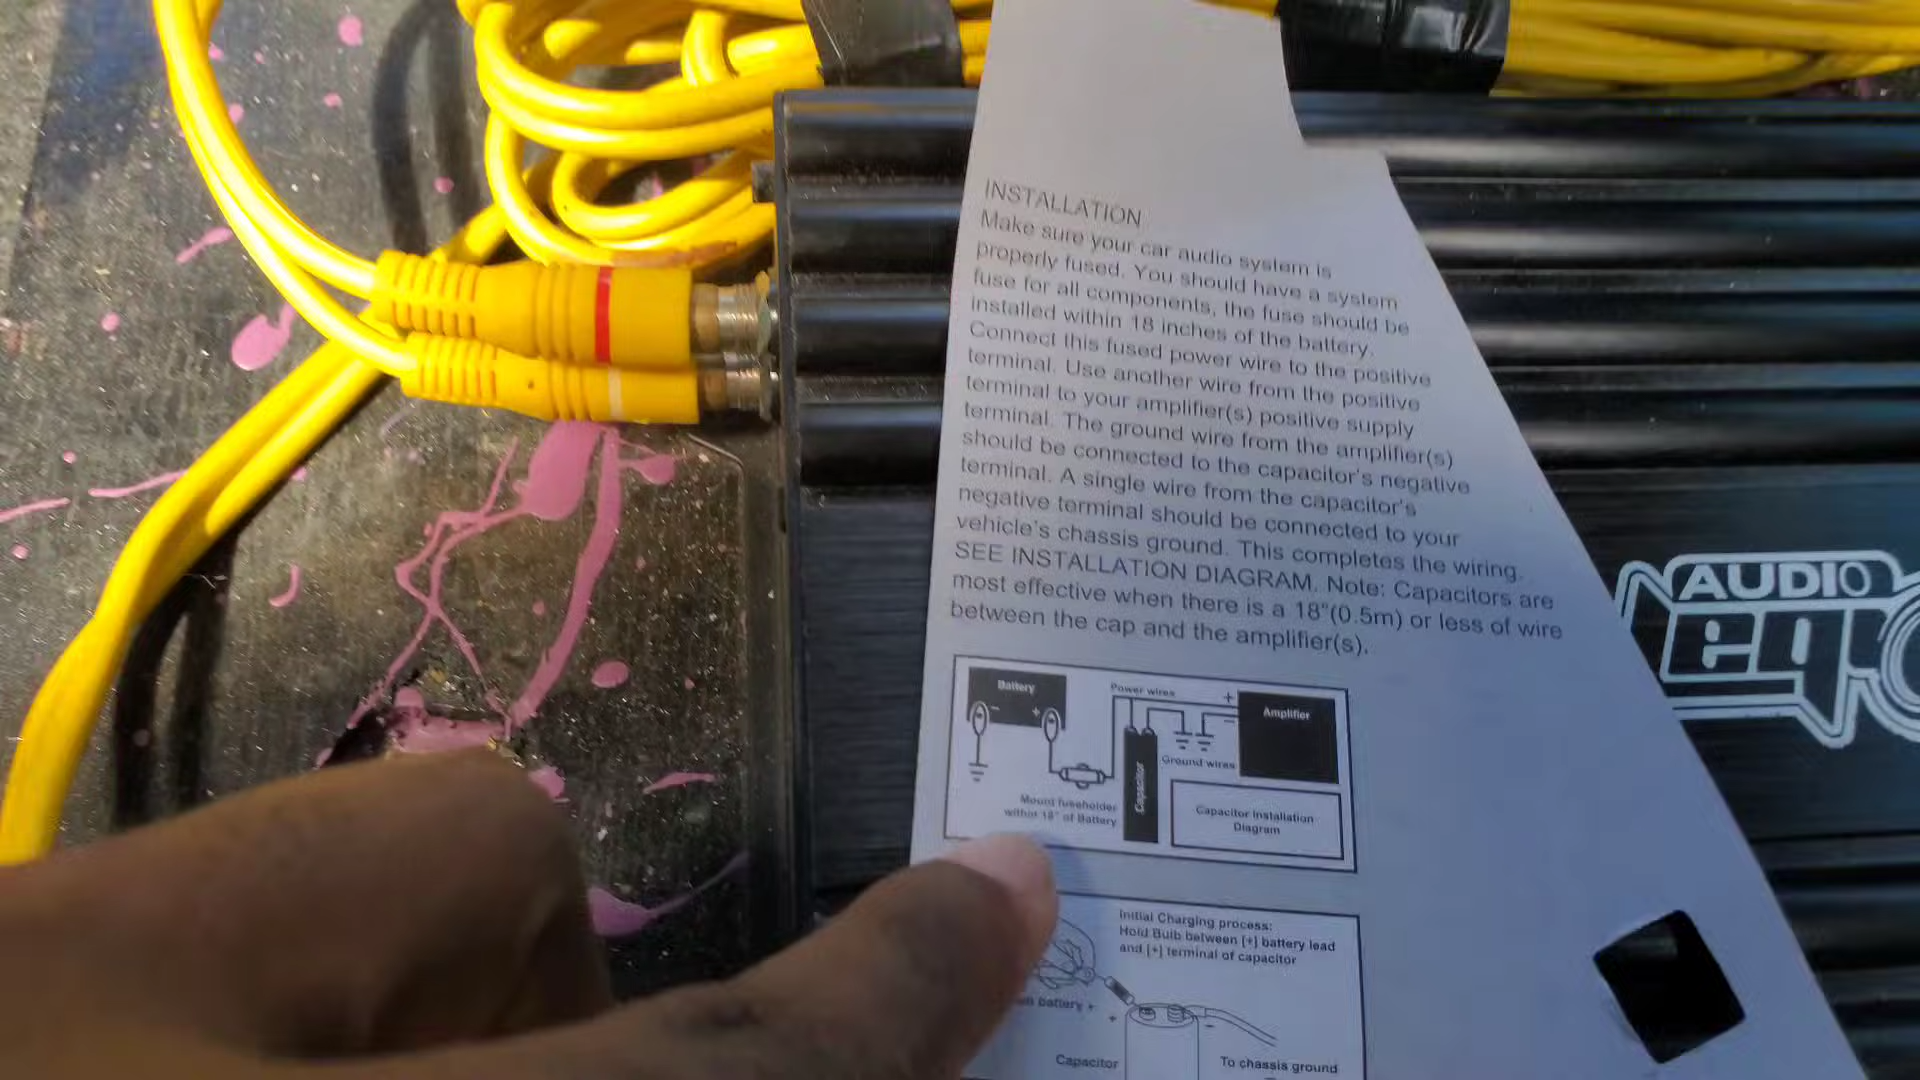 INSTALLATION
Make sure your car audio system is
properly fused. You should have a system
fuse for all components, the fuse should be
installed within 18 inches of the battery.
Connect this fused power wire to the positive
terminal. Use another wire from the positive
terminal to your amplifier(s) positive supply
terminal. The ground wire from the amplifier(s)
should be connected to the capacitor's negative
terminal. A single wire from the capacitor's
negative terminal should be connected to your
vehicle's chassis ground. This completes the wiring.
SEE INSTALLATION DIAGRAM. Note: Capacitors are
most effective when there is a 18"(0.5m) or less of wire
between the cap and the amplifier(s).
Battery
- +
Power wires
+
-
Amplifier
Ground wires
Capacitor
Mount fuseholder
within 18" of Battery
Capacitor Installation
Diagram
Initial Charging process:
Hold Bulb between [+] battery lead
and [+] terminal of capacitor
battery +
+
-
Capacitor
To chassis ground
AUDIO